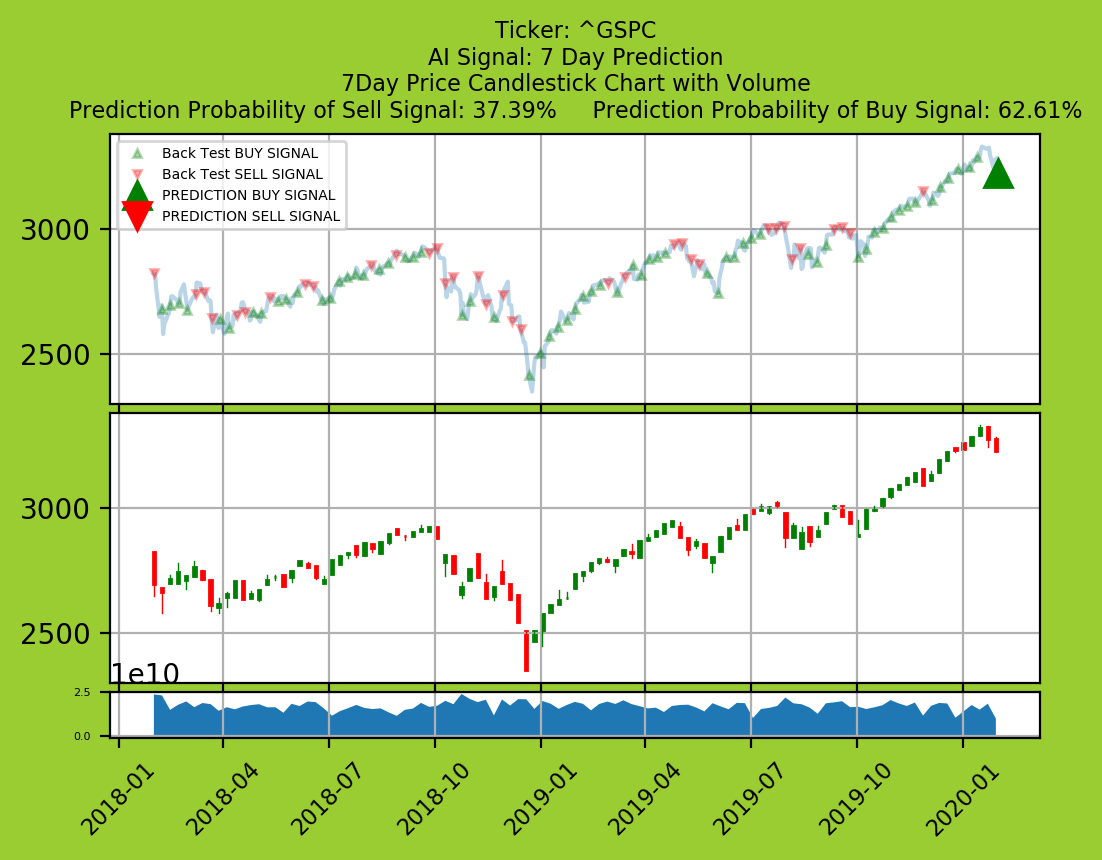 Ticker: ^GSPC
AI Signal: 7 Day Prediction
7Day Price Candlestick Chart with Volume
Prediction Probability of Sell Signal: 37.39% Prediction Probability of Buy Signal: 62.61%
Back Test BUY SIGNAL
Back Test SELL SIGNAL
PREDICTION BUY SIGNAL
PREDICTION SELL SIGNAL
3000
2500
3000
2500
1e10
2.5
0.0
2018-01 2018-04 2018-07 2018-10 2019-01 2019-04 2019-07 2019-10 2020-01